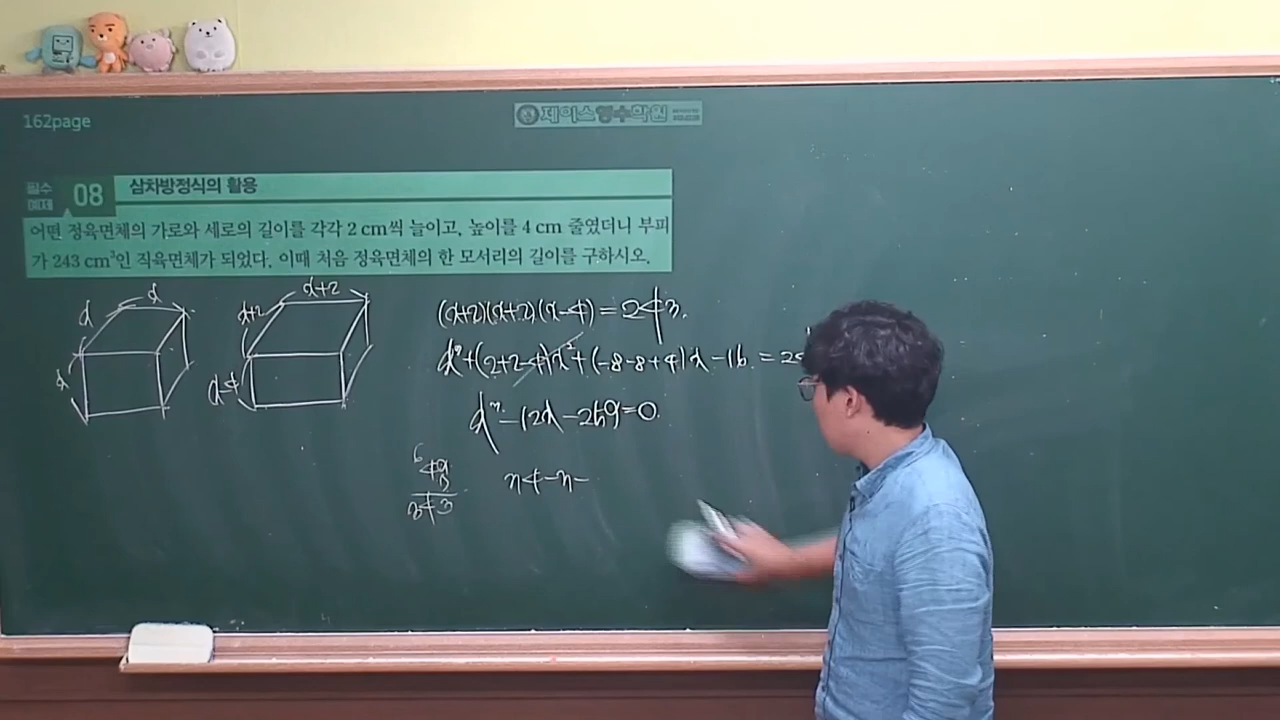 162page
제이스영수학원
필수 예제 08 삼차방정식의 활용
어떤 정육면체의 가로와 세로의 길이를 각각 2 cm씩 늘이고, 높이를 4 cm 줄였더니 부피
가 243 cm³인 직육면체가 되었다. 이때 처음 정육면체의 한 모서리의 길이를 구하시오.
x x x
x+2 x+2 x-4
(x+2)(x+2)(x-4) = 243.
x³+(2+2-4)x²+(-8-8+4)x-16 = 24
x³-12x-259=0.
6
49
243